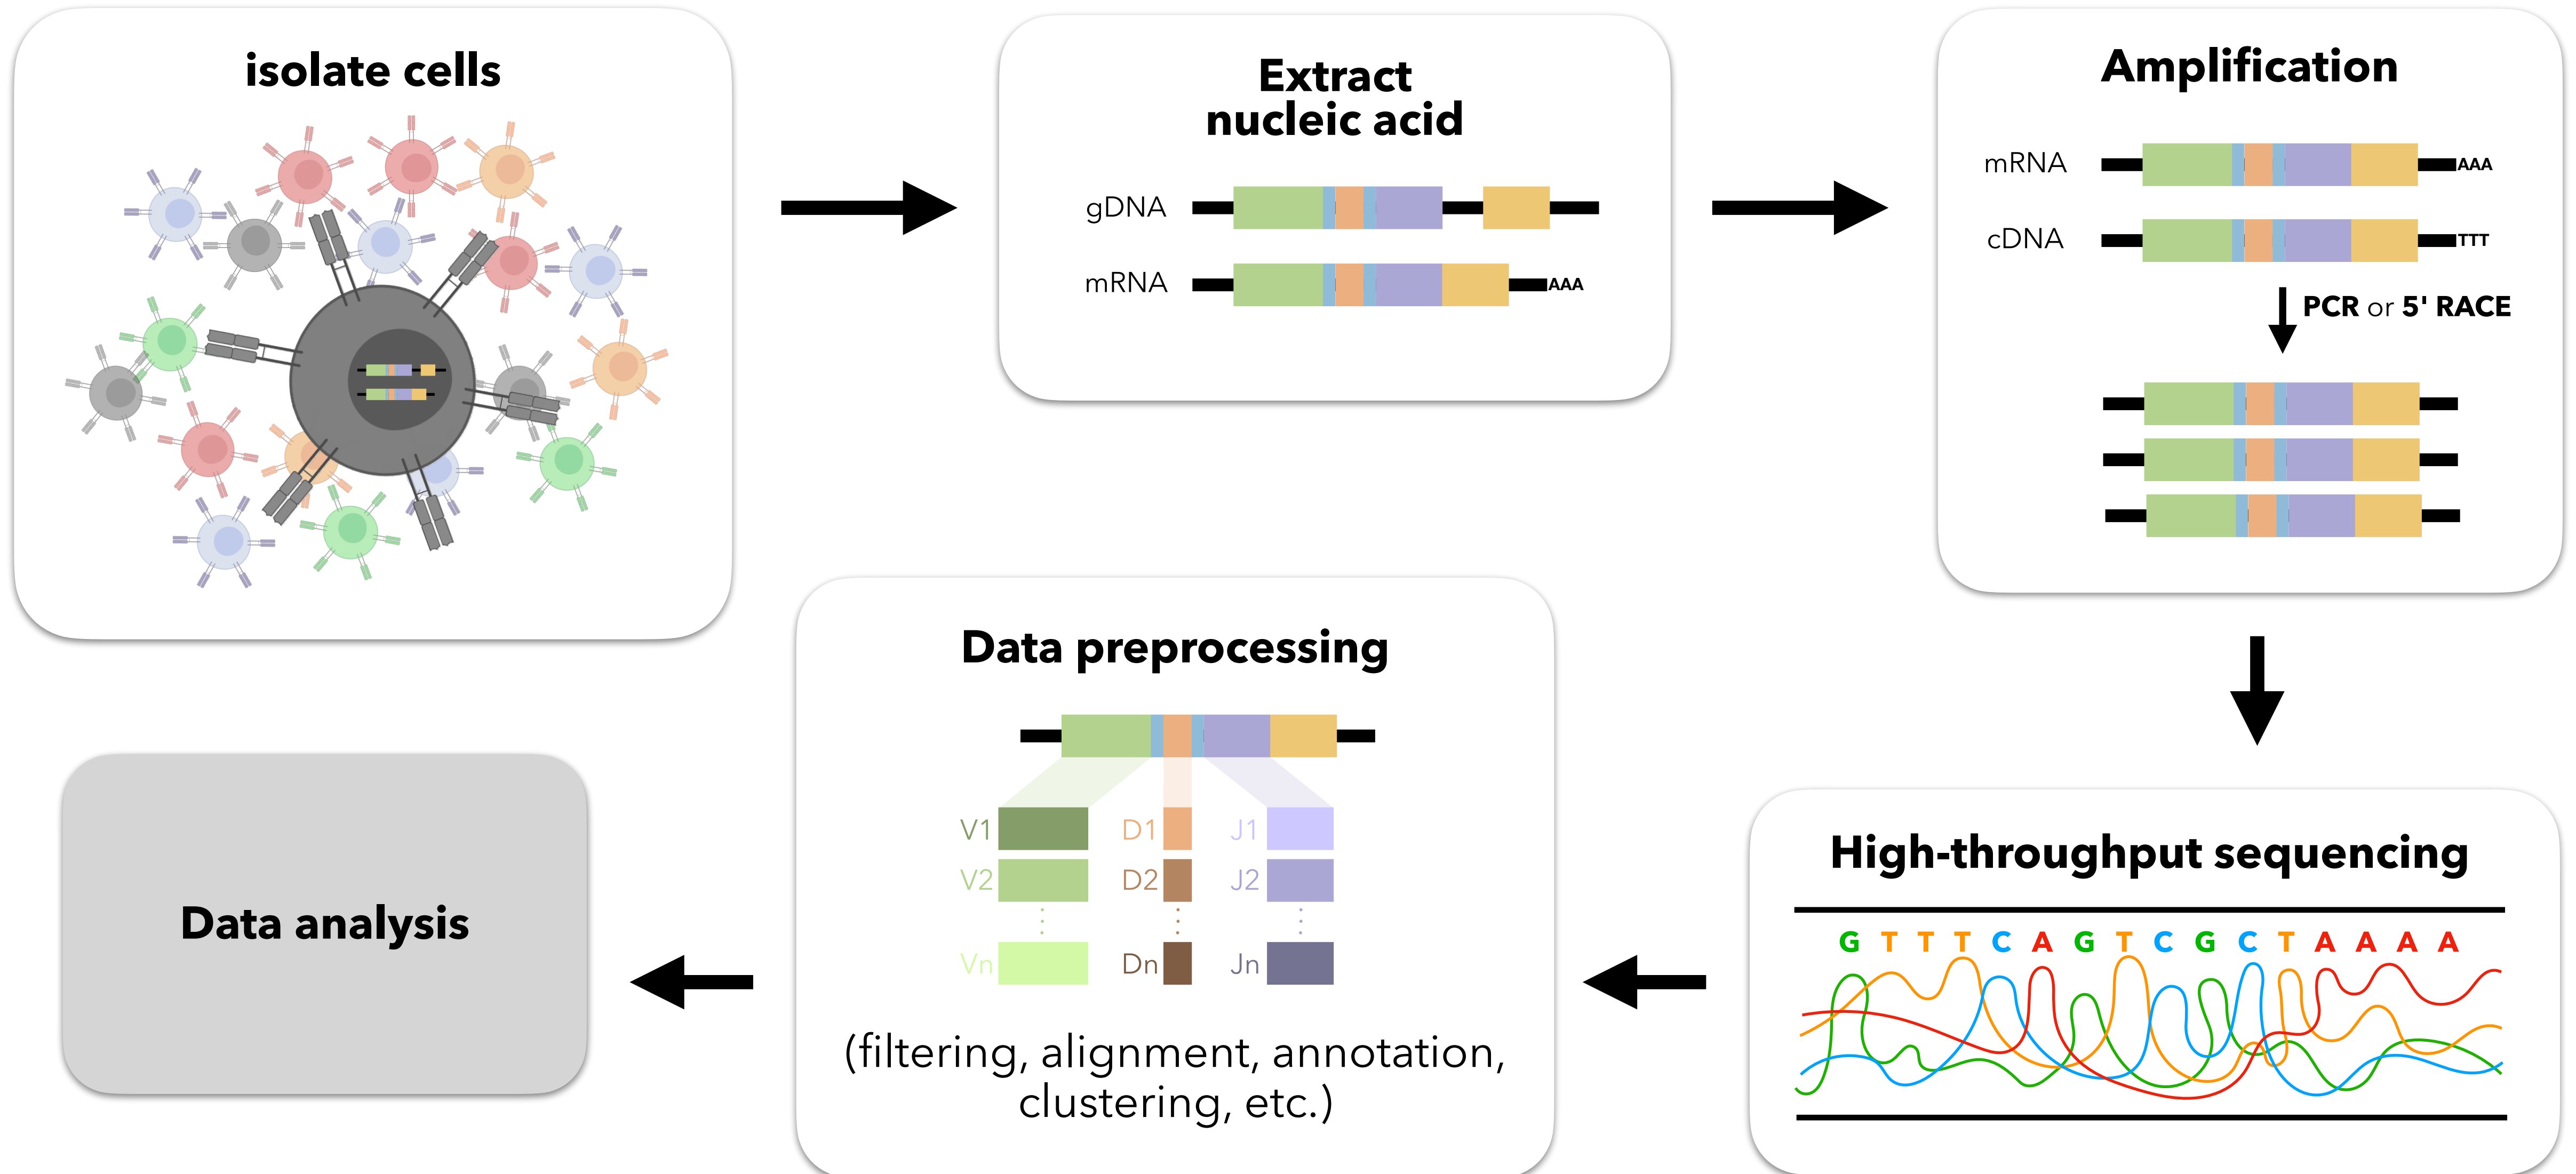 isolate cells
Extract
nucleic acid
gDNA
mRNA
AAA
Amplification
mRNA
AAA
cDNA
TTT
PCR or 5' RACE
High-throughput sequencing
G T T T C A G T C G C T A A A A
Data preprocessing
V1 D1 J1
V2 D2 J2
Vn Dn Jn
(filtering, alignment, annotation,
clustering, etc.)
Data analysis